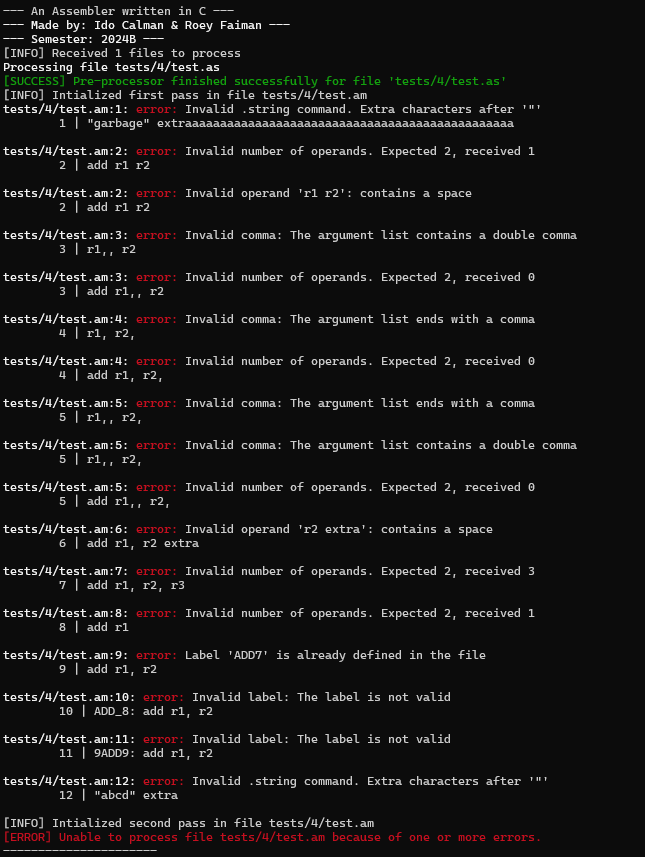 --- An Assembler written in C ---
--- Made by: Ido Calman & Roey Faiman ---
--- Semester: 2024B ---
[INFO] Received 1 files to process
Processing file tests/4/test.as
[SUCCESS] Pre-processor finished successfully for file 'tests/4/test.as'
[INFO] Intialized first pass in file tests/4/test.am
tests/4/test.am:1: error: Invalid .string command. Extra characters after '"'
1 | "garbage" extraaaaaaaaaaaaaaaaaaaaaaaaaaaaaaaaaaaaaaaaaaaaaaa
tests/4/test.am:2: error: Invalid number of operands. Expected 2, received 1
2 | add r1 r2
tests/4/test.am:2: error: Invalid operand 'r1 r2': contains a space
2 | add r1 r2
tests/4/test.am:3: error: Invalid comma: The argument list contains a double comma
3 | r1,, r2
tests/4/test.am:3: error: Invalid number of operands. Expected 2, received 0
3 | add r1,, r2
tests/4/test.am:4: error: Invalid comma: The argument list ends with a comma
4 | r1, r2,
tests/4/test.am:4: error: Invalid number of operands. Expected 2, received 0
4 | add r1, r2,
tests/4/test.am:5: error: Invalid comma: The argument list ends with a comma
5 | r1,, r2,
tests/4/test.am:5: error: Invalid comma: The argument list contains a double comma
5 | r1,, r2,
tests/4/test.am:5: error: Invalid number of operands. Expected 2, received 0
5 | add r1,, r2,
tests/4/test.am:6: error: Invalid operand 'r2 extra': contains a space
6 | add r1, r2 extra
tests/4/test.am:7: error: Invalid number of operands. Expected 2, received 3
7 | add r1, r2, r3
tests/4/test.am:8: error: Invalid number of operands. Expected 2, received 1
8 | add r1
tests/4/test.am:9: error: Label 'ADD7' is already defined in the file
9 | add r1, r2
tests/4/test.am:10: error: Invalid label: The label is not valid
10 | ADD_8: add r1, r2
tests/4/test.am:11: error: Invalid label: The label is not valid
11 | 9ADD9: add r1, r2
tests/4/test.am:12: error: Invalid .string command. Extra characters after '"'
12 | "abcd" extra
[INFO] Intialized second pass in file tests/4/test.am
[ERROR] Unable to process file tests/4/test.am because of one or more errors.
----------------------